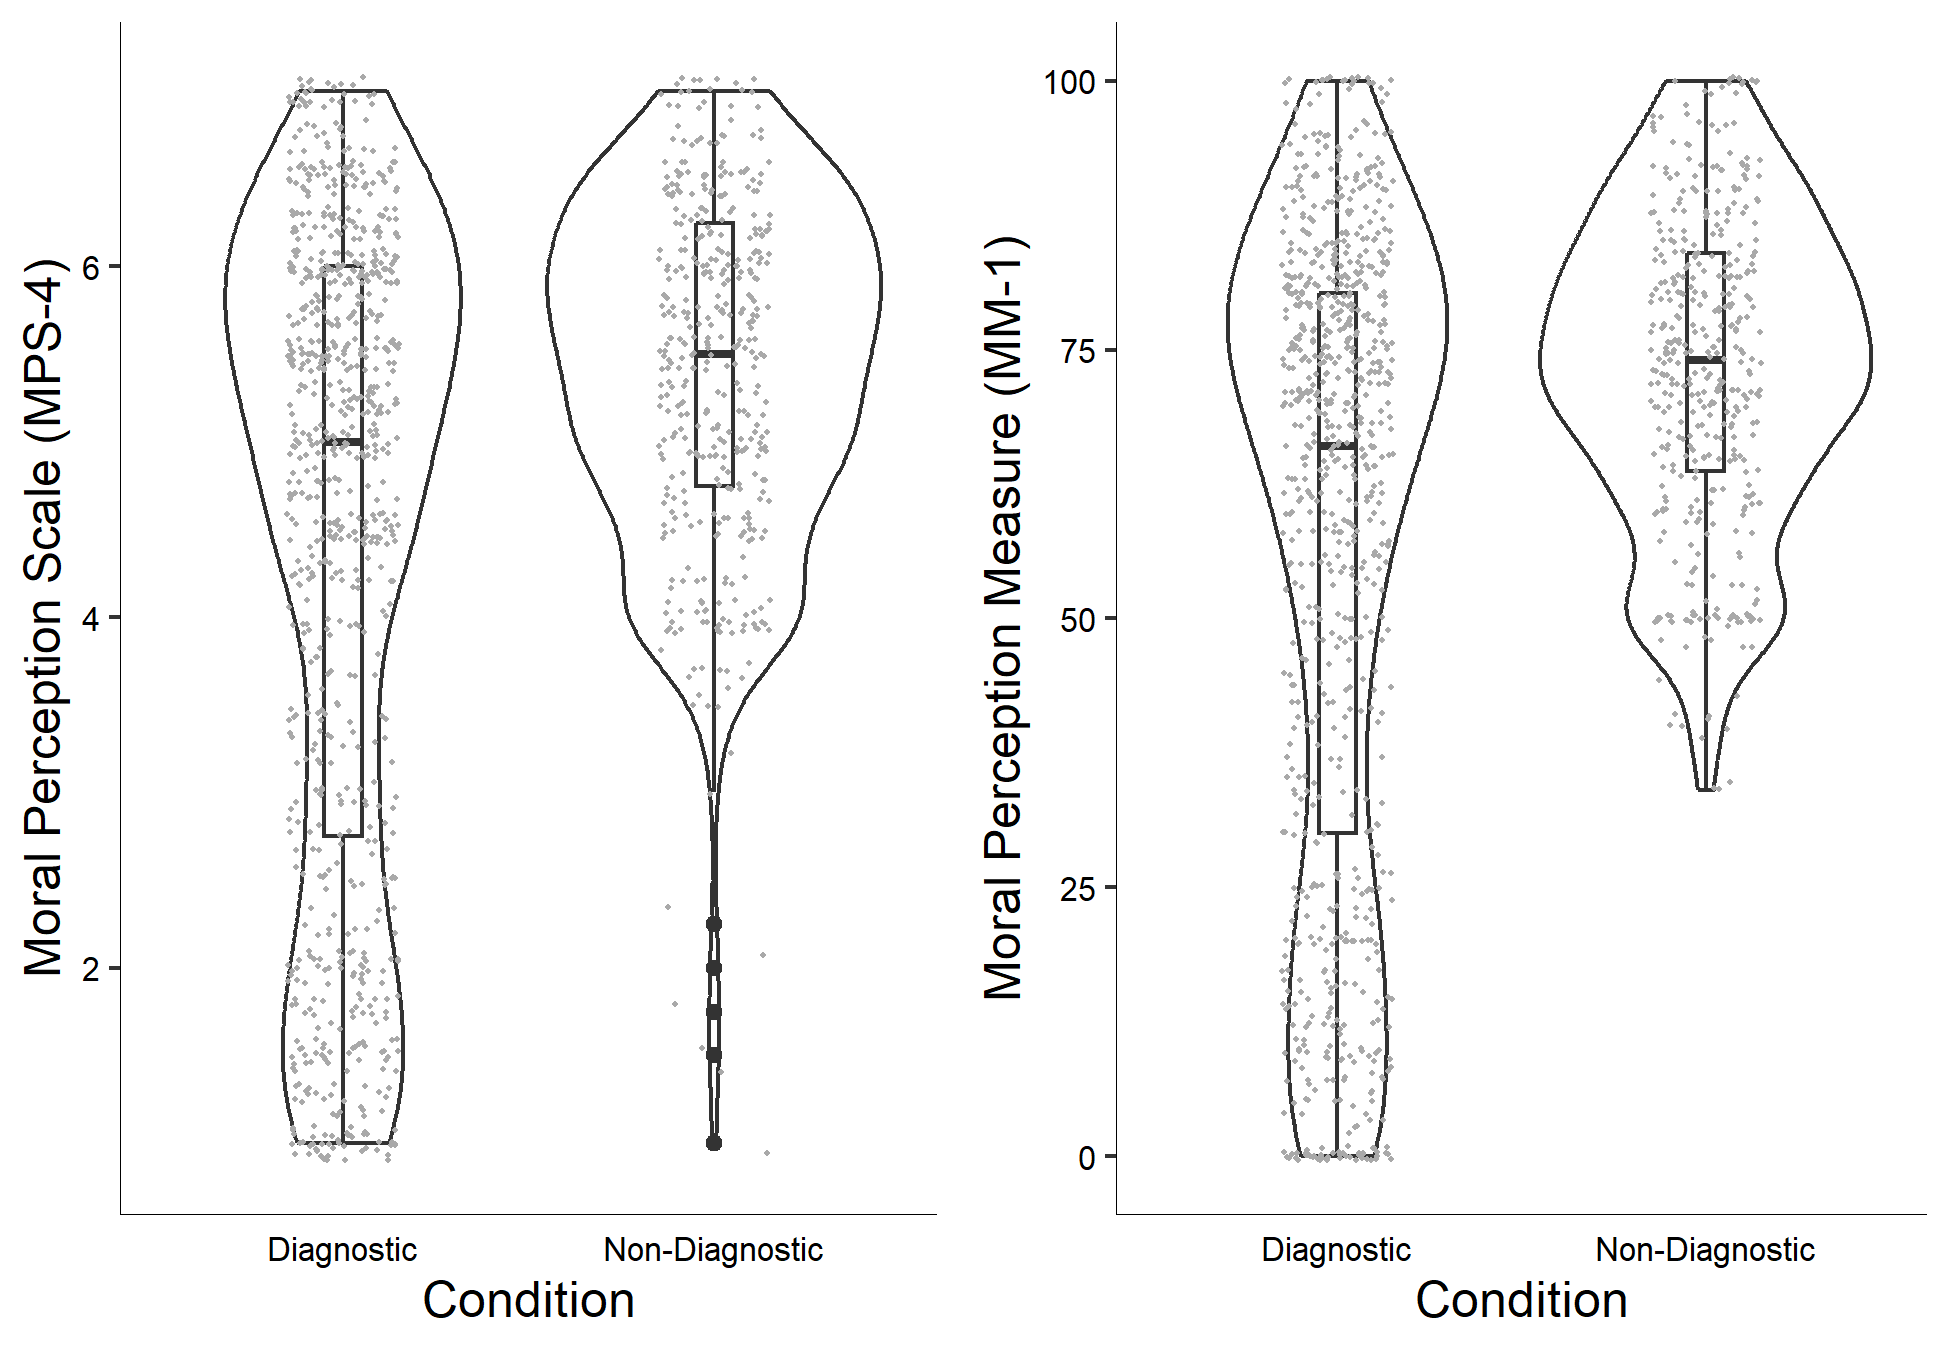 Moral Perception Scale (MPS-4)
6
4
2
Diagnostic
Non-Diagnostic
Condition
Moral Perception Measure (MM-1)
100
75
50
25
0
Diagnostic
Non-Diagnostic
Condition